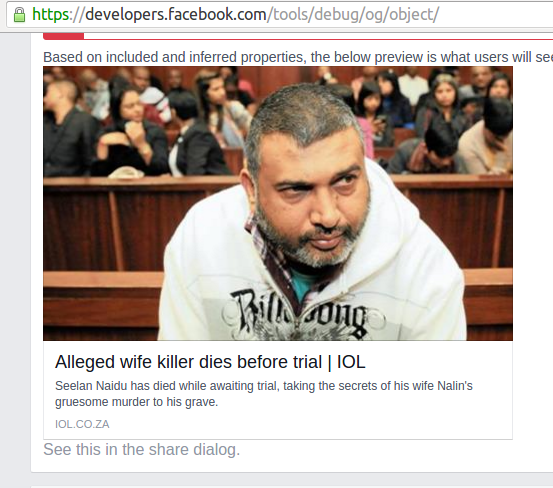 https://developers.facebook.com/tools/debug/og/object/
Based on included and inferred properties, the below preview is what users will see
Billabong
Alleged wife killer dies before trial | IOL
Seelan Naidu has died while awaiting trial, taking the secrets of his wife Nalin's
gruesome murder to his grave.
IOL.CO.ZA
See this in the share dialog.